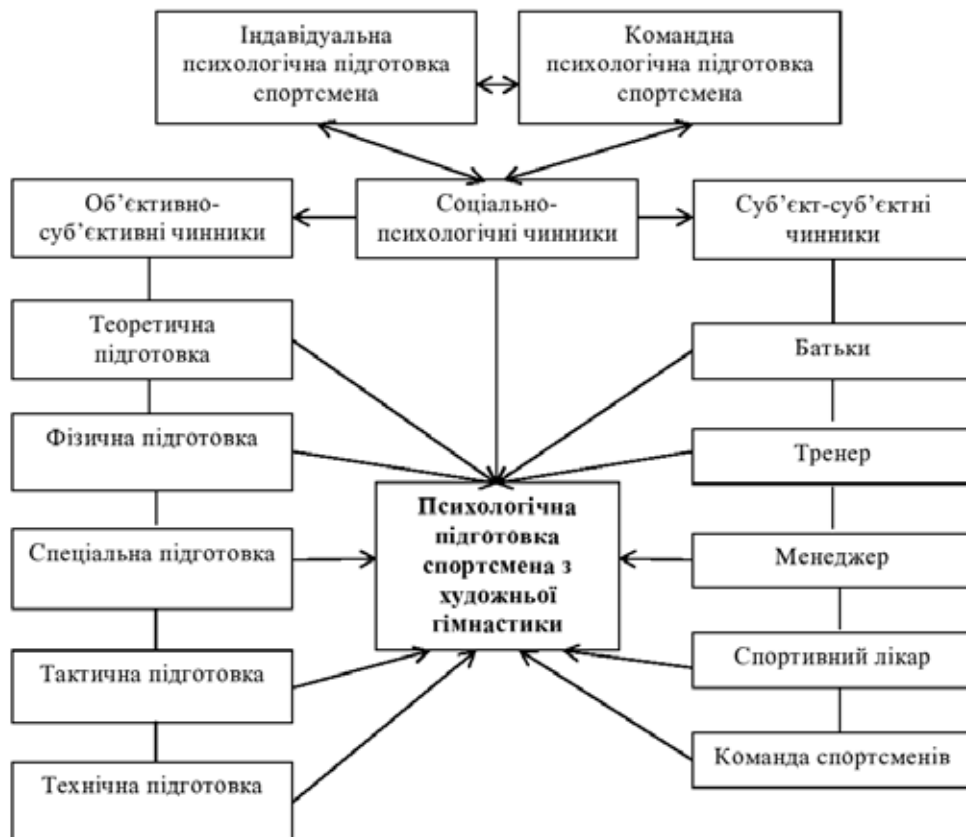 Індавідуальна
психологічна підготовка
спортсмена
Командна
психологічна підготовка
спортсмена
Об’єктивно-
суб’єктивні чинники
Соціально-
психологічні чинники
Суб’єкт-суб’єктні
чинники
Теоретична
підготовка
Батьки
Фізична підготовка
Тренер
Психологічна
підготовка
спортсмена з
художньої
гімнастики
Спеціальна підготовка
Менеджер
Тактична підготовка
Спортивний лікар
Технічна підготовка
Команда спортсменів